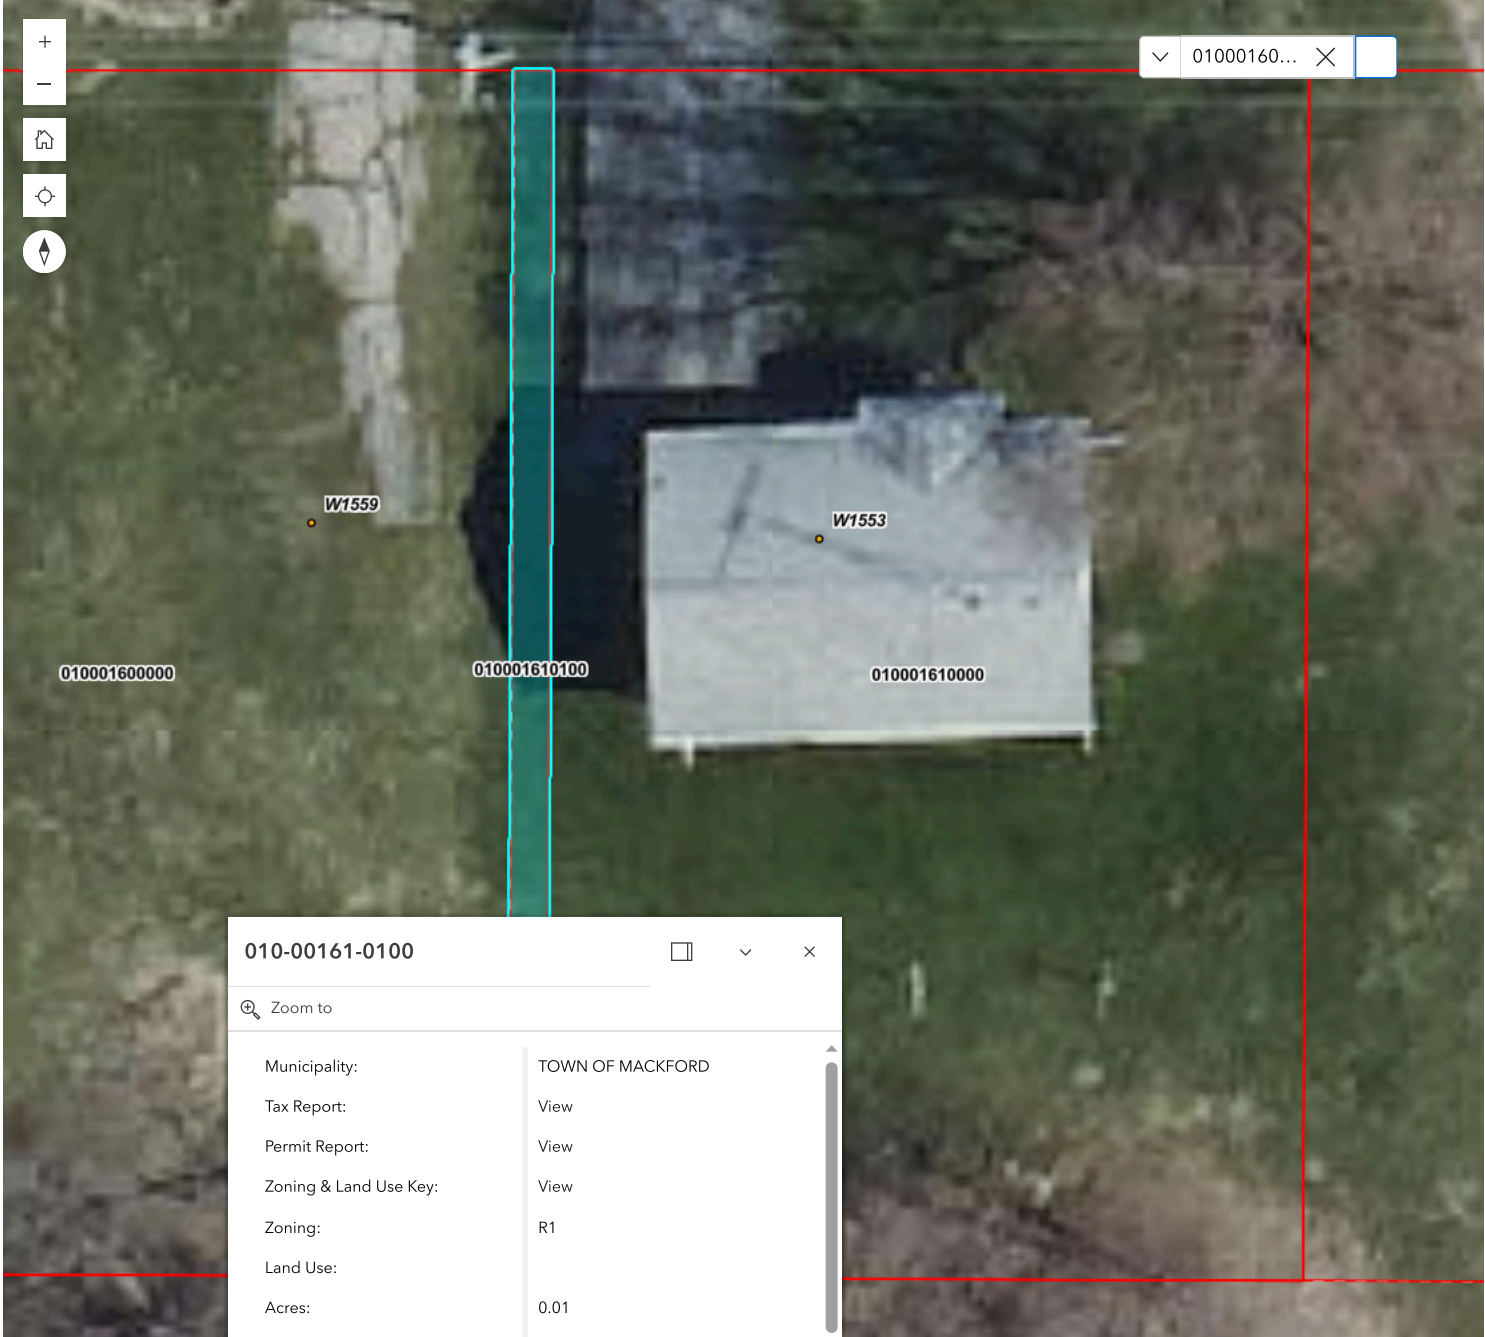 01000160...
W1559
W1553
010001600000
010001610100
010001610000
010-00161-0100
Zoom to
Municipality: TOWN OF MACKFORD
Tax Report: View
Permit Report: View
Zoning & Land Use Key: View
Zoning: R1
Land Use:
Acres: 0.01